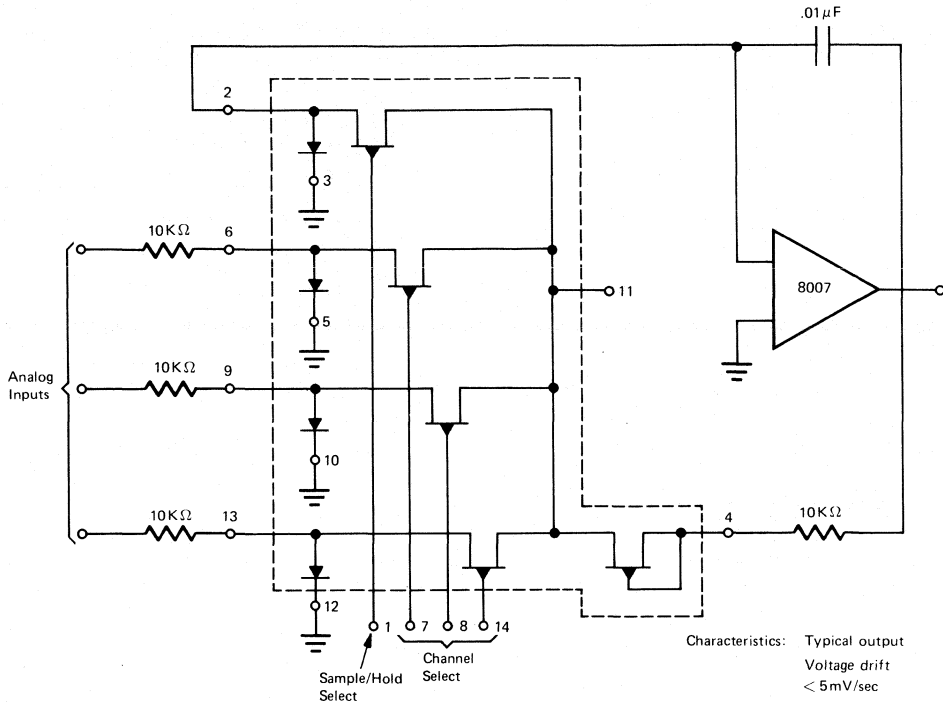 .01μF
2
3
10KΩ
6
5
11
8007
10KΩ
9
Analog
Inputs
10
10KΩ
13
4
10KΩ
12
1
7
8
14
Sample/Hold
Select
Channel
Select
Characteristics: Typical output
Voltage drift
< 5mV/sec